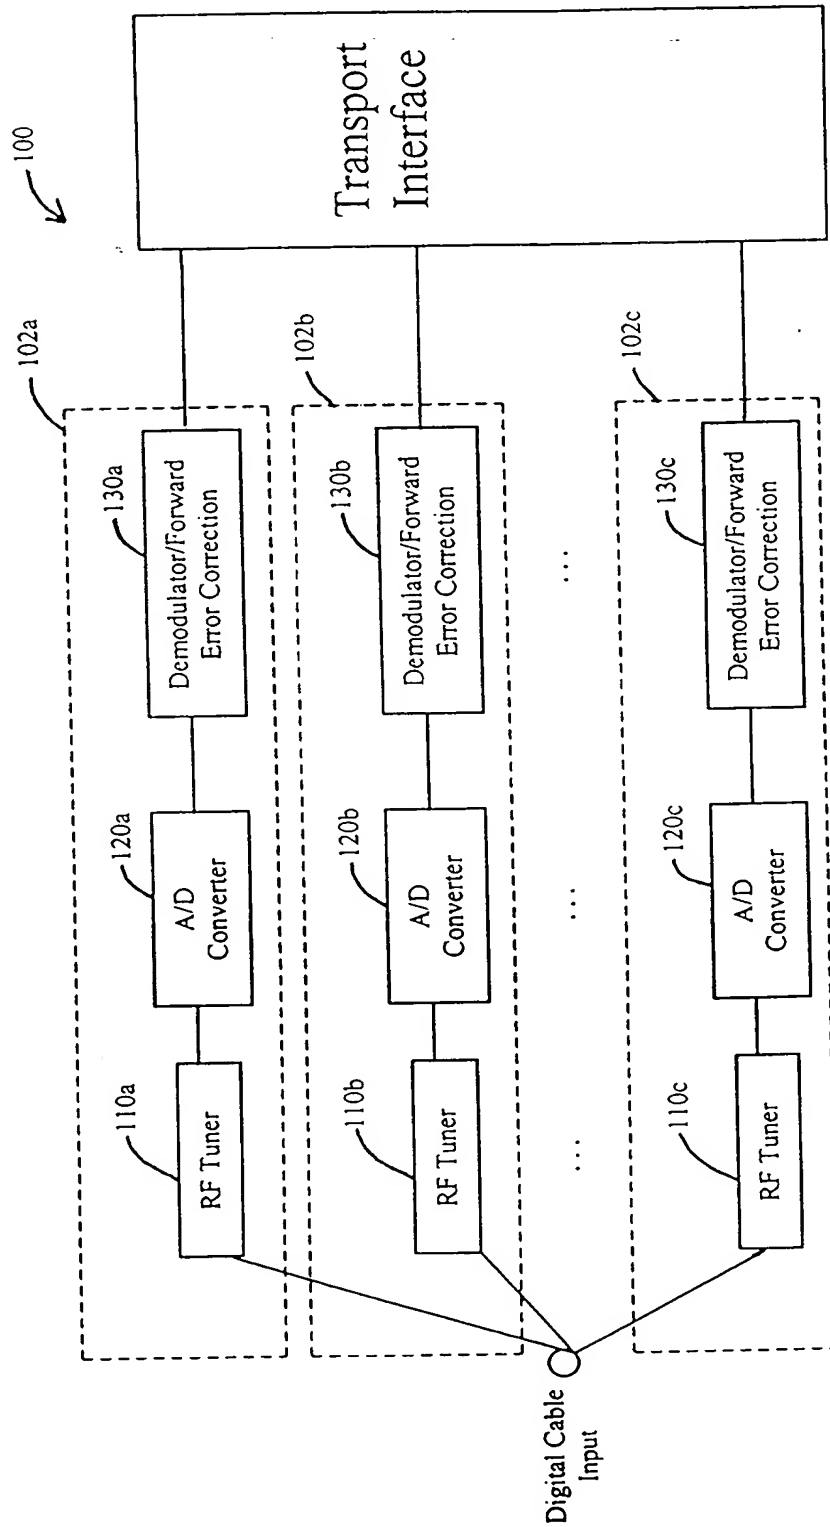 100
102a
110a
RF Tuner
120a
A/D
Converter
130a
Demodulator/Forward
Error Correction
102b
110b
RF Tuner
120b
A/D
Converter
130b
Demodulator/Forward
Error Correction
...
...
...
102c
110c
RF Tuner
120c
A/D
Converter
130c
Demodulator/Forward
Error Correction
Digital Cable
Input
Transport
Interface